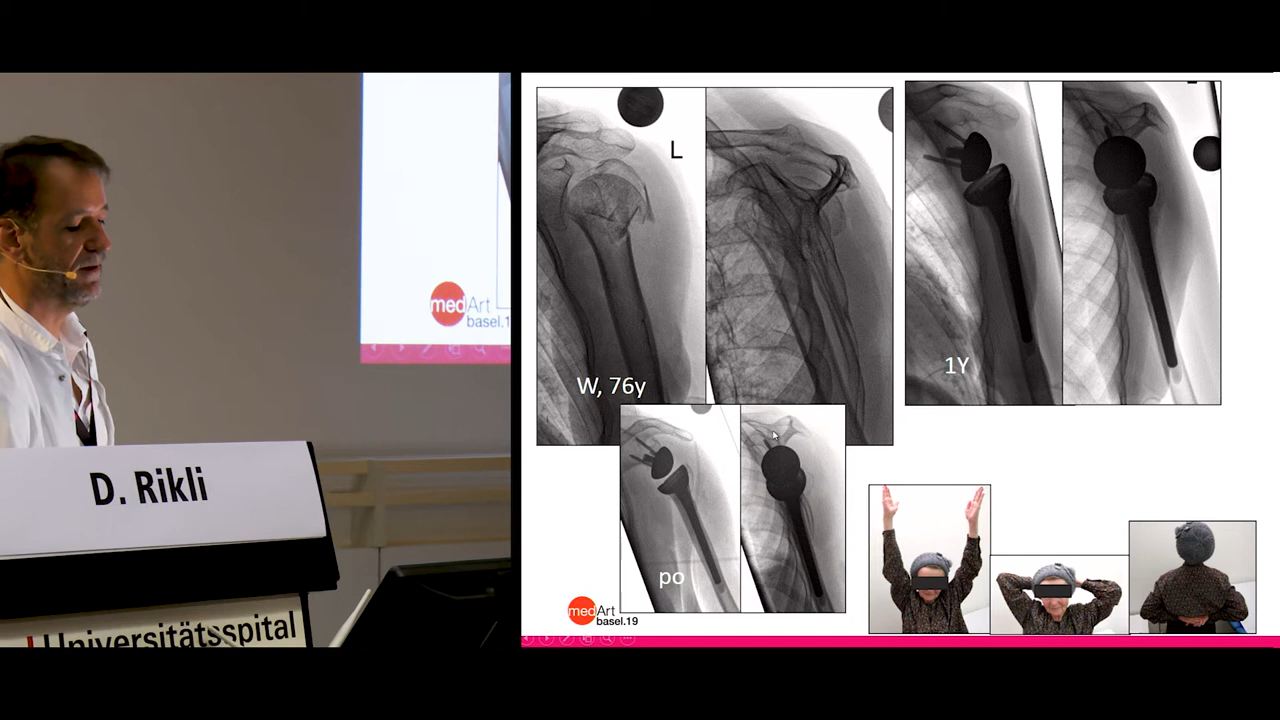 medArt
basel.1
D. Rikli
Universitätsspital
L
W, 76y
po
1Y
medArt
basel.19